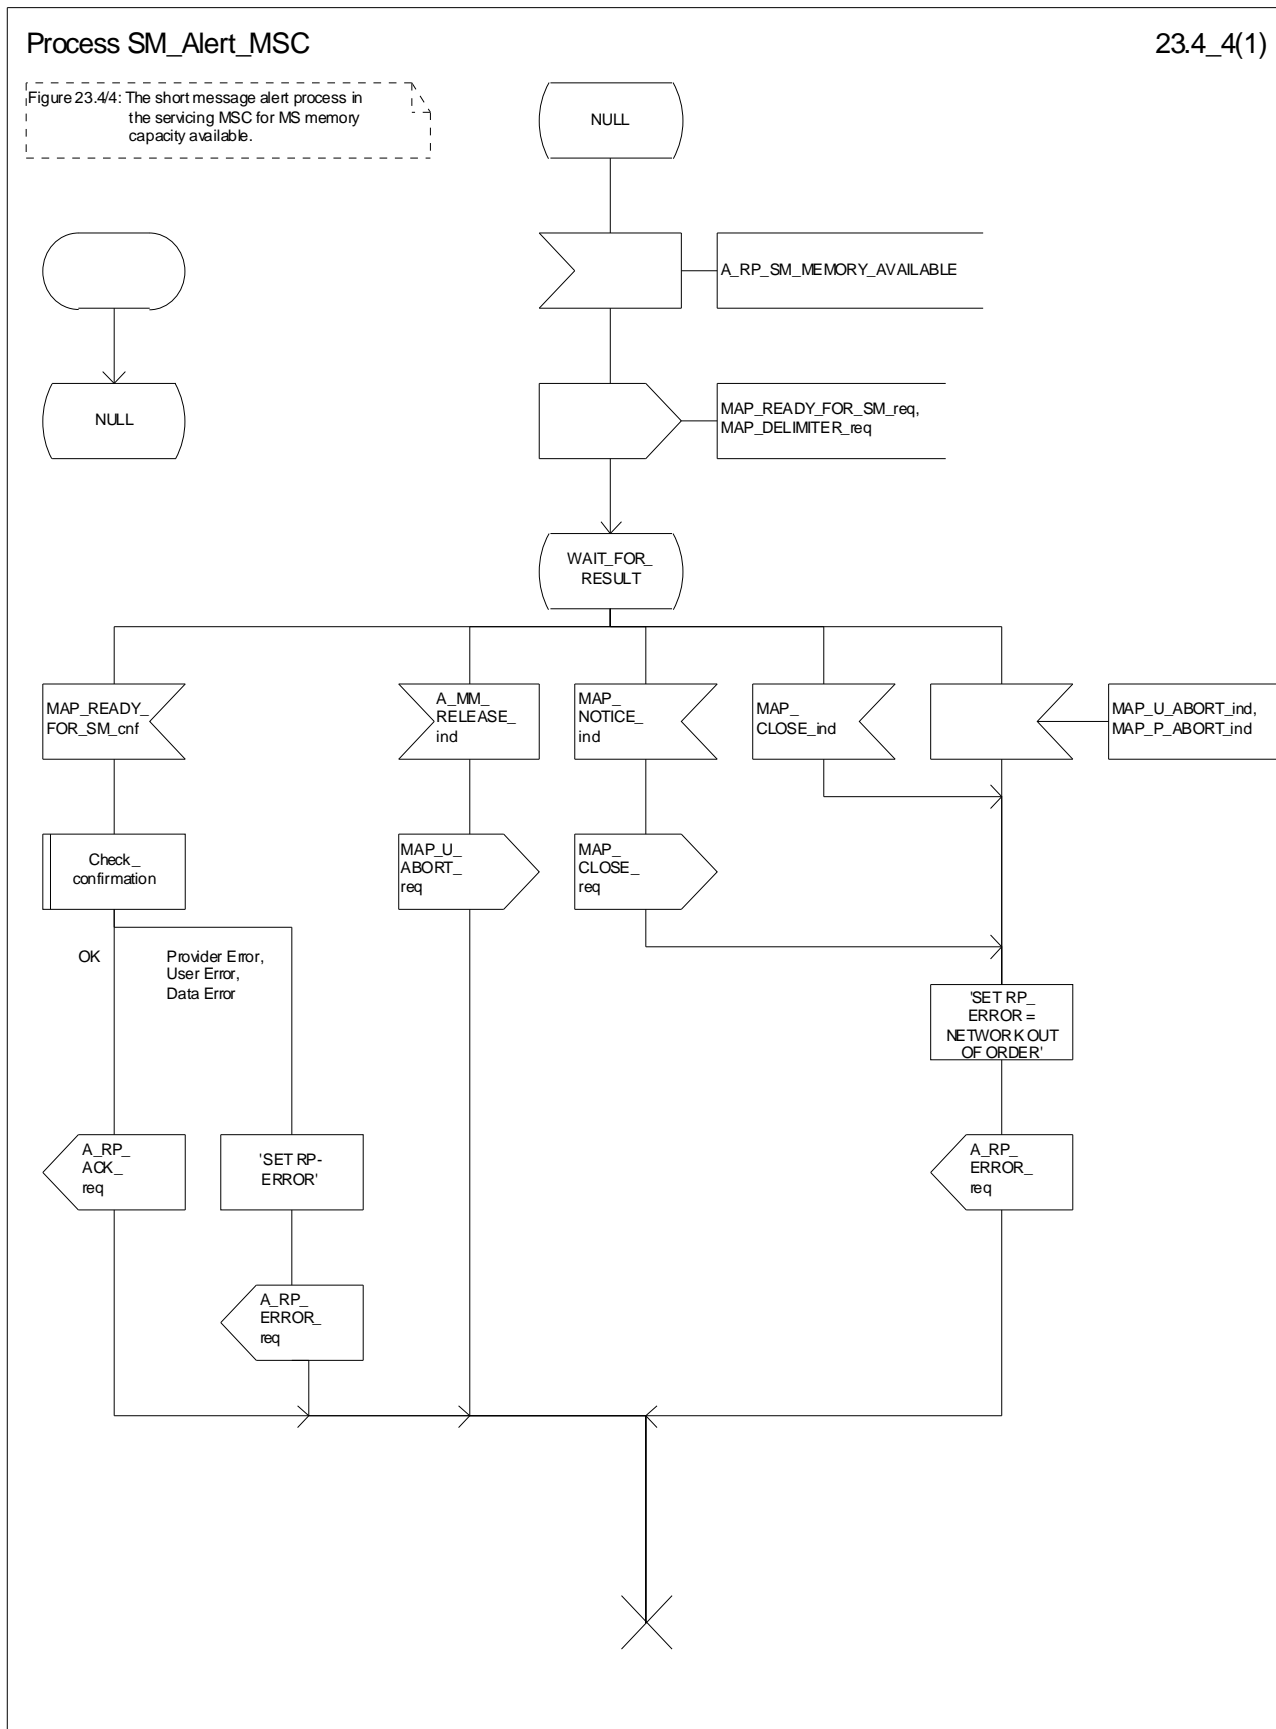 Process SM_Alert_MSC
23.4_4(1)
Figure 23.4/4: The short message alert process in
the servicing MSC for MS memory
capacity available.
NULL
A_RP_SM_MEMORY_AVAILABLE
NULL
MAP_READY_FOR_SM_req,
MAP_DELIMITER_req
WAIT_FOR_
RESULT
MAP_READY_
FOR_SM_cnf
A_MM_
RELEASE_
ind
MAP_
NOTICE_
ind
MAP_
CLOSE_ind
MAP_U_ABORT_ind,
MAP_P_ABORT_ind
Check_
confirmation
MAP_U_
ABORT_
req
MAP_
CLOSE_
req
OK
Provider Error,
User Error,
Data Error
'SET RP_
ERROR =
NETWORK OUT
OF ORDER'
A_RP_
ACK_
req
'SET RP-
ERROR'
A_RP_
ERROR_
req
A_RP_
ERROR_
req